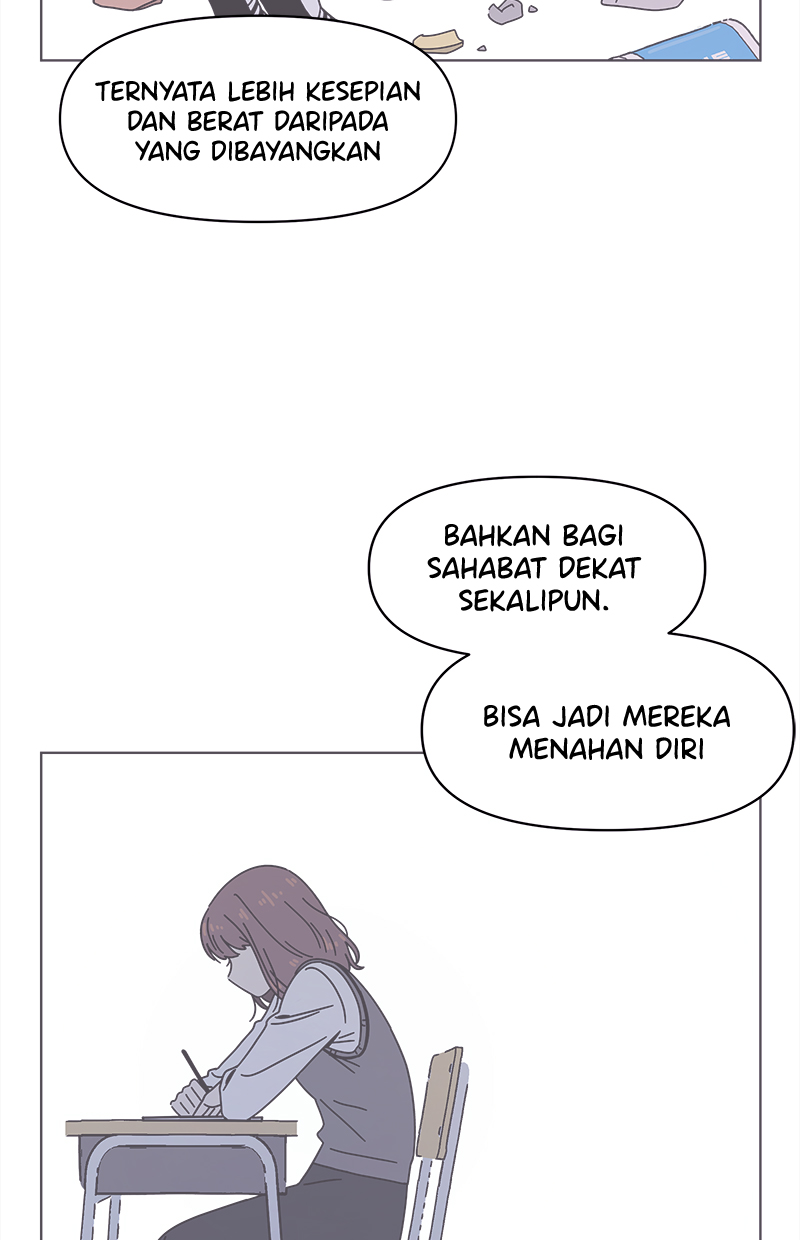 TERNYATA LEBIH KESEPIAN
DAN BERAT DARIPADA
YANG DIBAYANGKAN
BAHKAN BAGI
SAHABAT DEKAT
SEKALIPUN.
BISA JADI MEREKA
MENAHAN DIRI